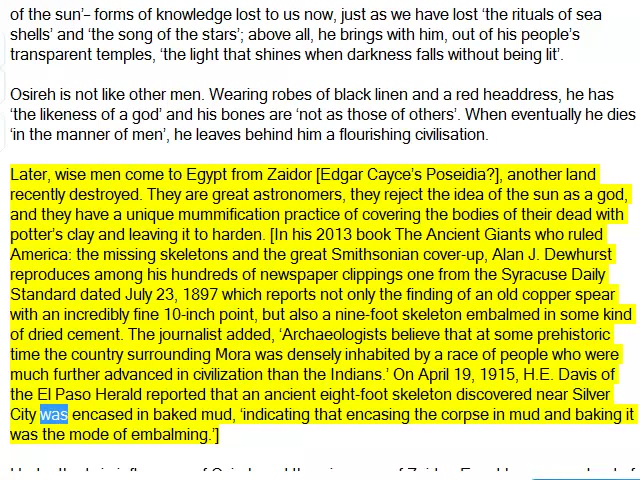 of the sun’– forms of knowledge lost to us now, just as we have lost ‘the rituals of sea
shells’ and ‘the song of the stars’; above all, he brings with him, out of his people’s
transparent temples, ‘the light that shines when darkness falls without being lit’.
Osireh is not like other men. Wearing robes of black linen and a red headdress, he has
‘the likeness of a god’ and his bones are ‘not as those of others’. When eventually he dies
‘in the manner of men’, he leaves behind him a flourishing civilisation.
Later, wise men come to Egypt from Zaidor [Edgar Cayce’s Poseidia?], another land
recently destroyed. They are great astronomers, they reject the idea of the sun as a god,
and they have a unique mummification practice of covering the bodies of their dead with
potter’s clay and leaving it to harden. [In his 2013 book The Ancient Giants who ruled
America: the missing skeletons and the great Smithsonian cover-up, Alan J. Dewhurst
reproduces among his hundreds of newspaper clippings one from the Syracuse Daily
Standard dated July 23, 1897 which reports not only the finding of an old copper spear
with an incredibly fine 10-inch point, but also a nine-foot skeleton embalmed in some kind
of dried cement. The journalist added, ‘Archaeologists believe that at some prehistoric
time the country surrounding Mora was densely inhabited by a race of people who were
much further advanced in civilization than the Indians.’ On April 19, 1915, H.E. Davis of
the El Paso Herald reported that an ancient eight-foot skeleton discovered near Silver
City was encased in baked mud, ‘indicating that encasing the corpse in mud and baking it
was the mode of embalming.’]